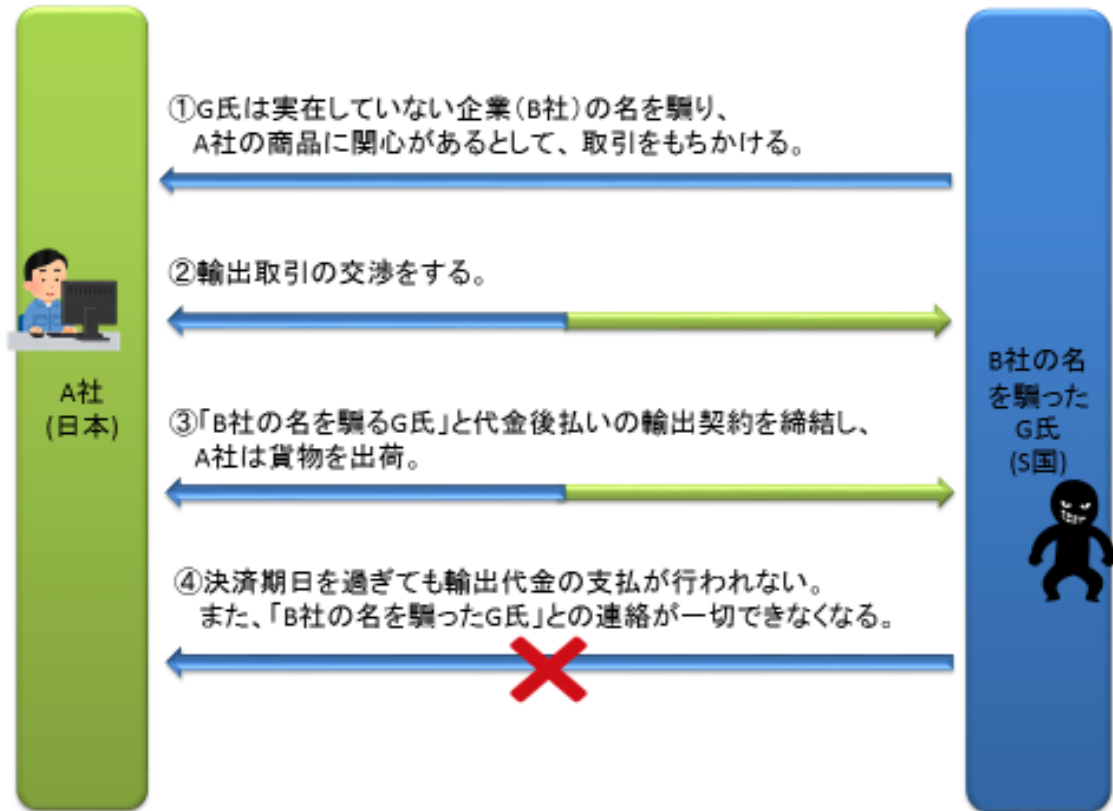 ①G氏は実在していない企業(B社)の名を騙り、
A社の商品に関心があるとして、取引をもちかける。
②輸出取引の交渉をする。
A社
(日本)
③「B社の名を騙るG氏」と代金後払いの輸出契約を締結し、
A社は貨物を出荷。
B社の名
を騙った
G氏
(S国)
④決済期日を過ぎても輸出代金の支払が行われない。
また、「B社の名を騙ったG氏」との連絡が一切できなくなる。